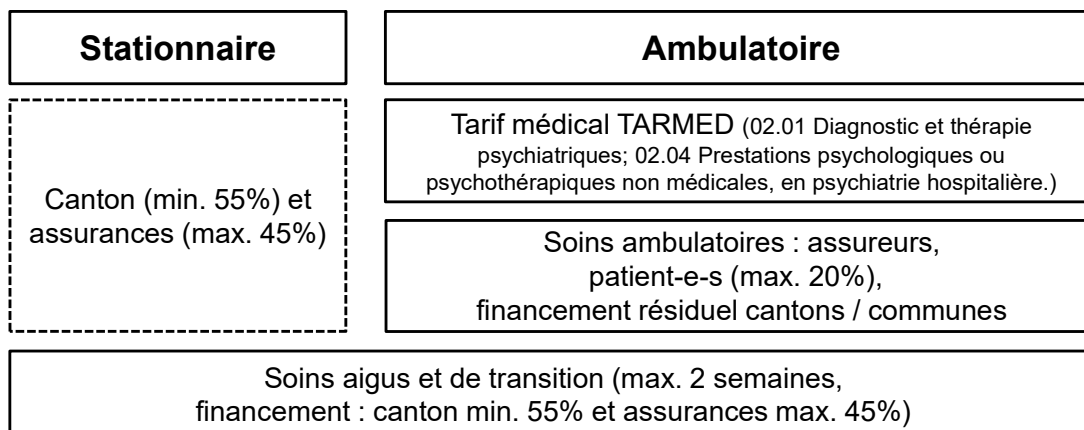 Stationnaire
Ambulatoire
Canton (min. 55%) et
assurances (max. 45%)
Tarif médical TARMED (02.01 Diagnostic et thérapie
psychiatriques; 02.04 Prestations psychologiques ou
psychothérapiques non médicales, en psychiatrie hospitalière.)
Soins ambulatoires : assureurs,
patient-e-s (max. 20%),
financement résiduel cantons / communes
Soins aigus et de transition (max. 2 semaines,
financement : canton min. 55% et assurances max. 45%)